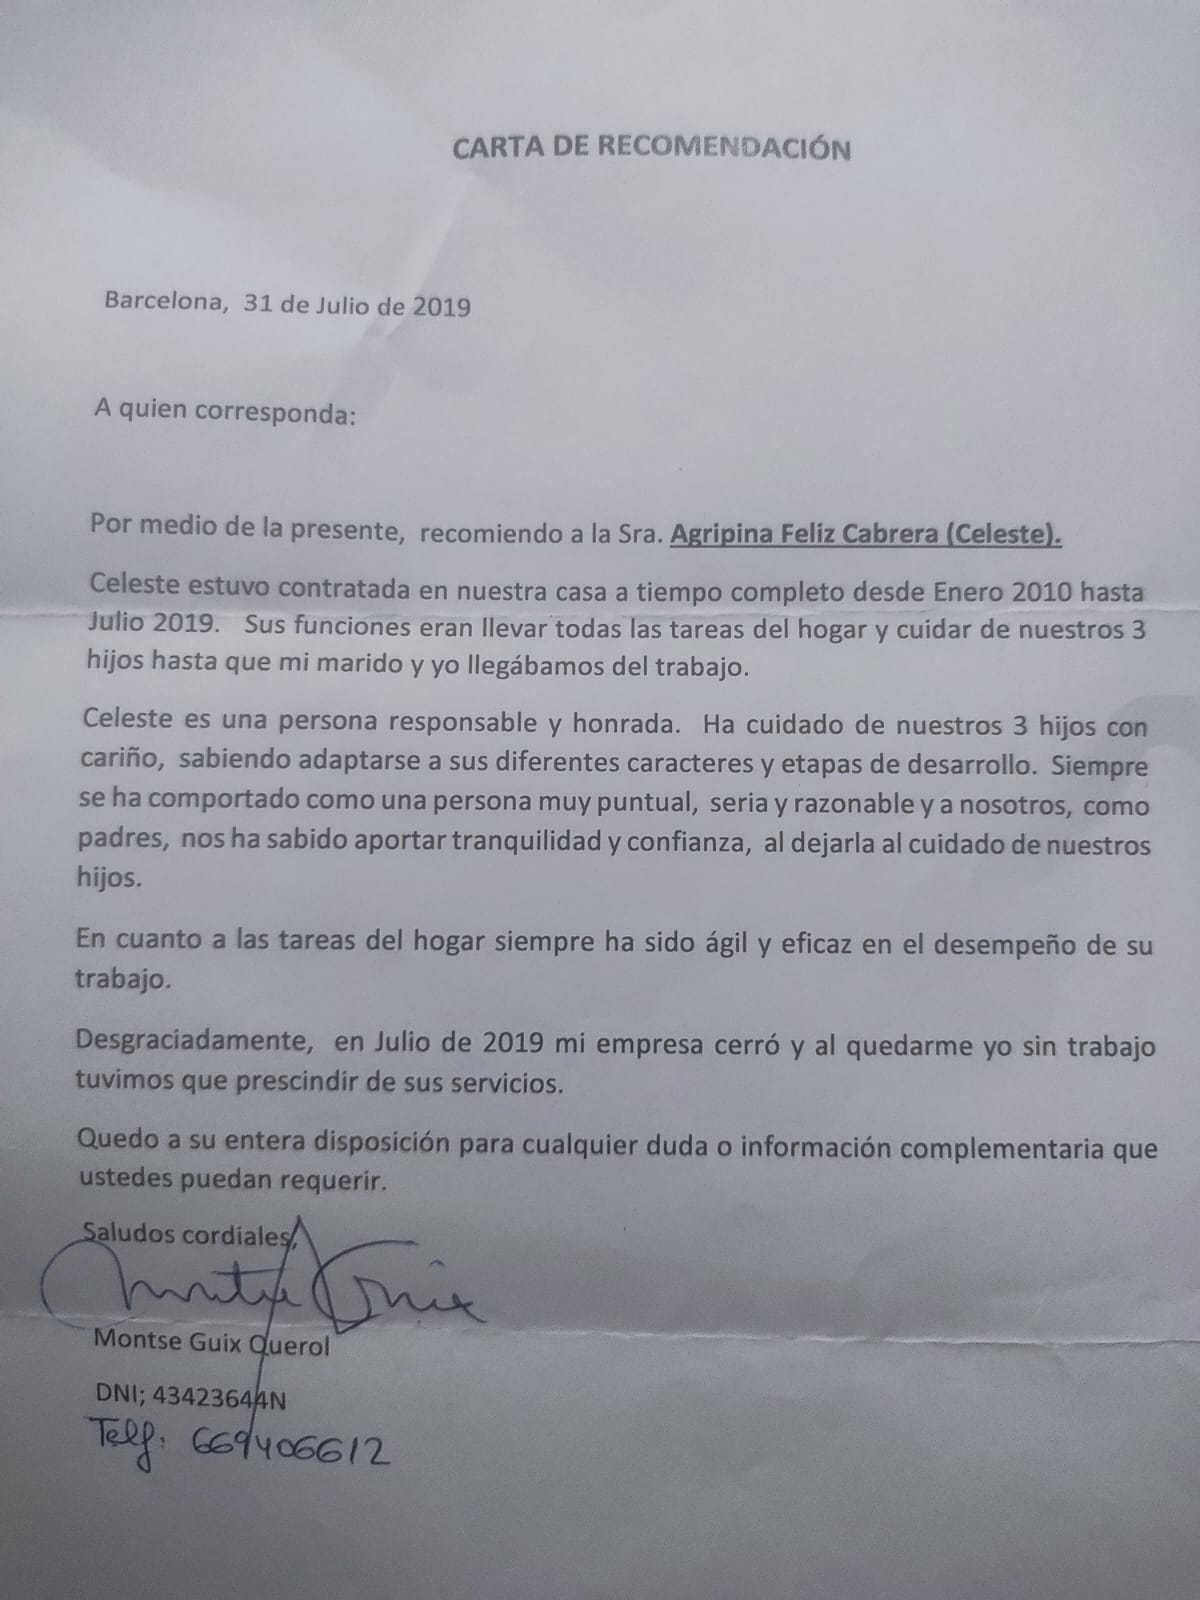 CARTA DE RECOMENDACIÓN
Barcelona, 31 de Julio de 2019
A quien corresponda:
Por medio de la presente, recomiendo a la Sra. Agripina Feliz Cabrera (Celeste).
Celeste estuvo contratada en nuestra casa a tiempo completo desde Enero 2010 hasta
Julio 2019. Sus funciones eran llevar todas las tareas del hogar y cuidar de nuestros 3
hijos hasta que mi marido y yo llegábamos del trabajo.
Celeste es una persona responsable y honrada. Ha cuidado de nuestros 3 hijos con
cariño, sabiendo adaptarse a sus diferentes caracteres y etapas de desarrollo. Siempre
se ha comportado como una persona muy puntual, seria y razonable y a nosotros, como
padres, nos ha sabido aportar tranquilidad y confianza, al dejarla al cuidado de nuestros
hijos.
En cuanto a las tareas del hogar siempre ha sido ágil y eficaz en el desempeño de su
trabajo.
Desgraciadamente, en Julio de 2019 mi empresa cerró y al quedarme yo sin trabajo
tuvimos que prescindir de sus servicios.
Quedo a su entera disposición para cualquier duda o información complementaria que
ustedes puedan requerir.
Saludos cordiales,
Montse Guix
Montse Guix Querol
DNI; 43423644N
Telf: 669406612